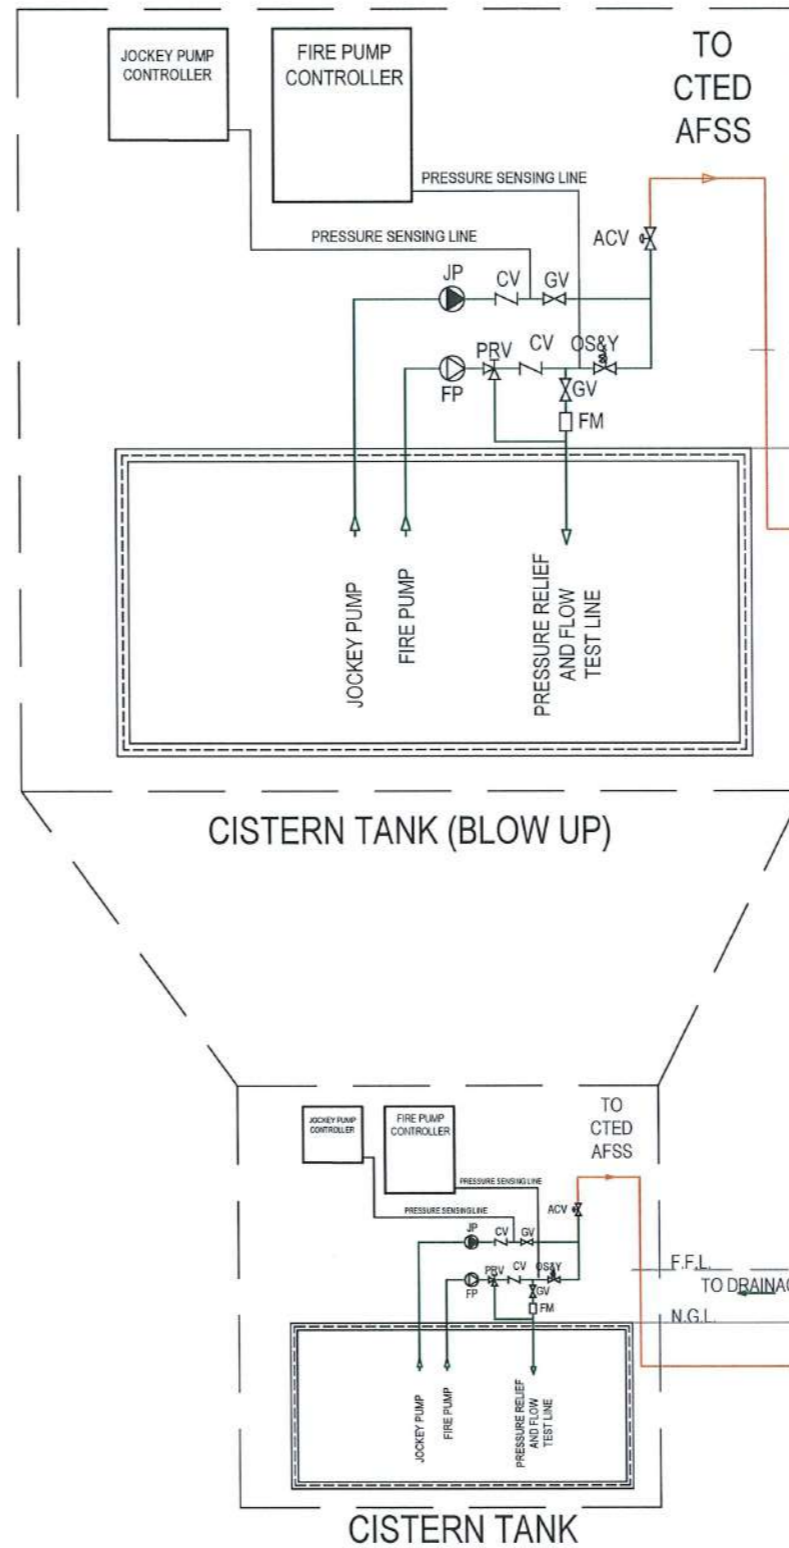 JOCKEY PUMP
CONTROLLER
FIRE PUMP
CONTROLLER
TO
CTED
AFSS
PRESSURE SENSING LINE
PRESSURE SENSING LINE
ACV
JP
CV
GV
PRV
CV
OS&Y
FP
GV
FM
JOCKEY PUMP
FIRE PUMP
PRESSURE RELIEF
AND FLOW
TEST LINE
CISTERN TANK (BLOW UP)
JOCKEY PUMP
CONTROLLER
FIRE PUMP
CONTROLLER
TO
CTED
AFSS
PRESSURE SENSING LINE
PRESSURE SENSING LINE
ACV
JP
CV
GV
PRV
CV
OS&Y
FP
GV
FM
F.F.L.
TO DRAINAG
N.G.L.
JOCKEY PUMP
FIRE PUMP
PRESSURE RELIEF
AND FLOW
TEST LINE
CISTERN TANK